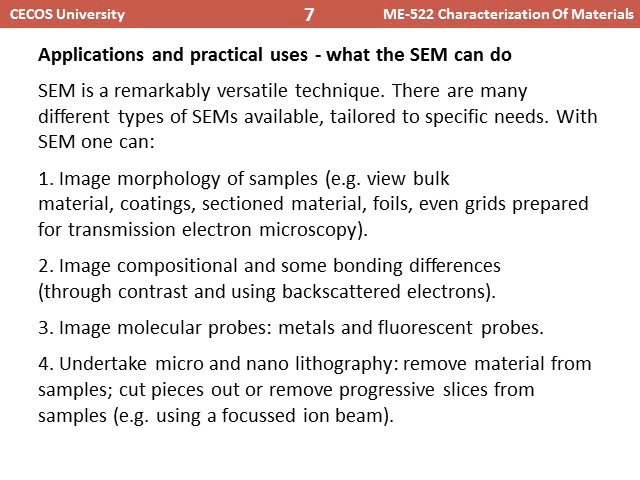 CECOS University 7 ME-522 Characterization Of Materials
Applications and practical uses - what the SEM can do
SEM is a remarkably versatile technique. There are many
different types of SEMs available, tailored to specific needs. With
SEM one can:
1. Image morphology of samples (e.g. view bulk
material, coatings, sectioned material, foils, even grids prepared
for transmission electron microscopy).
2. Image compositional and some bonding differences
(through contrast and using backscattered electrons).
3. Image molecular probes: metals and fluorescent probes.
4. Undertake micro and nano lithography: remove material from
samples; cut pieces out or remove progressive slices from
samples (e.g. using a focussed ion beam).